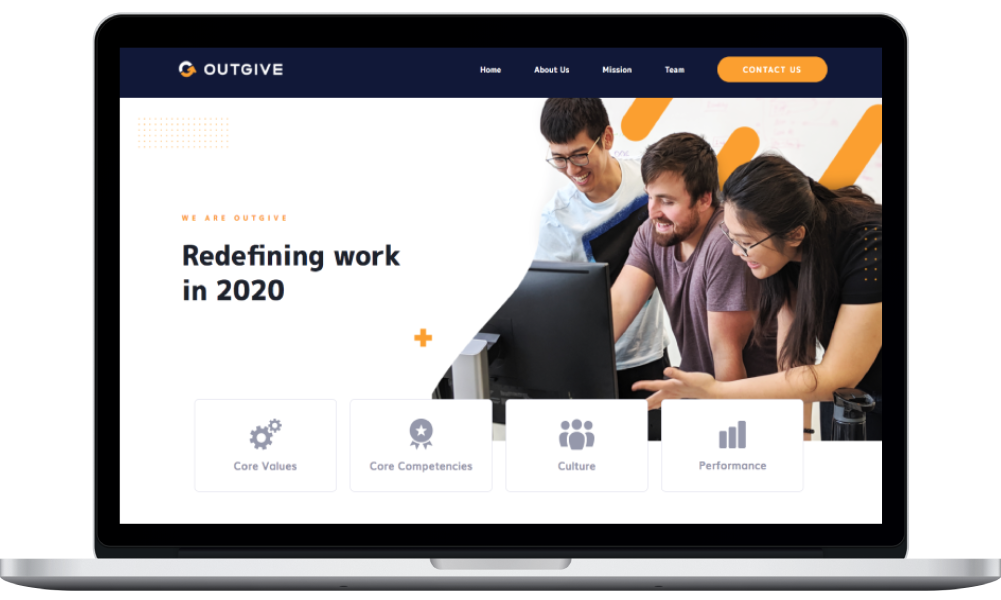 OUTGIVE
Home About Us Mission Team CONTACT US
WE ARE OUTGIVE
Redefining work
in 2020
Core Values Core Competencies Culture Performance